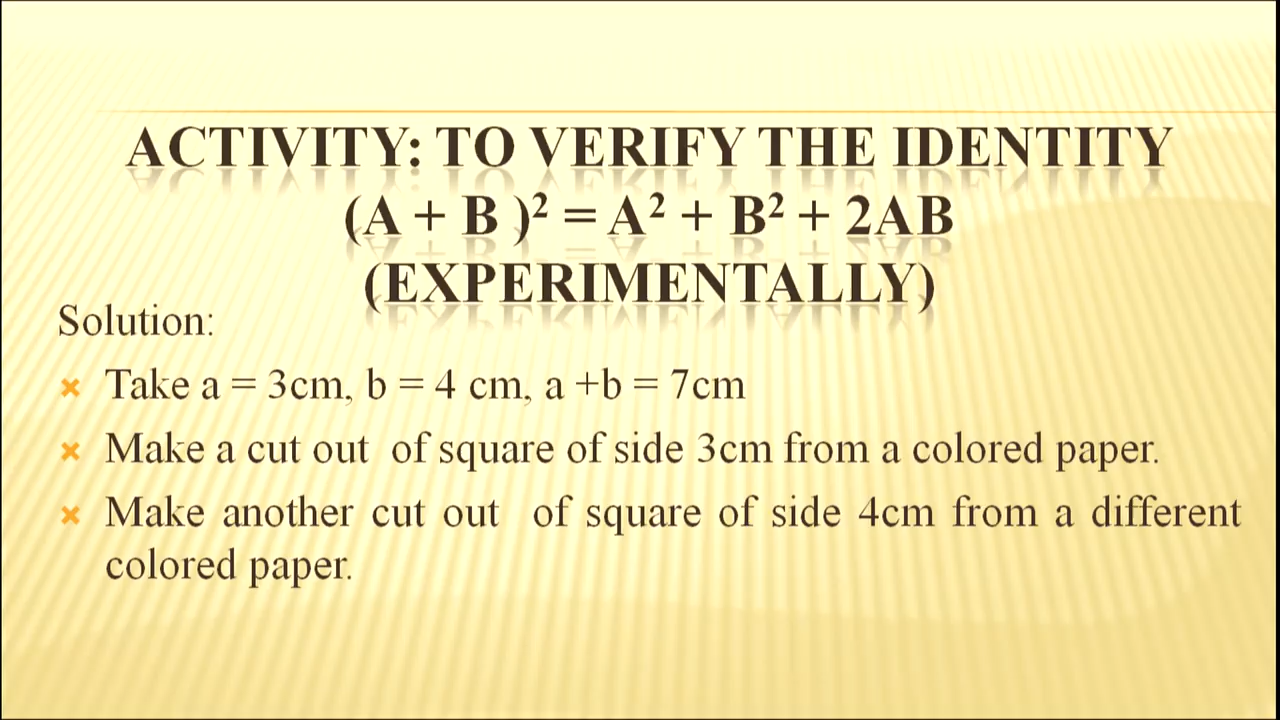 ACTIVITY: TO VERIFY THE IDENTITY
(A + B )² = A² + B² + 2AB
(EXPERIMENTALLY)
Solution:
Take a = 3cm, b = 4 cm, a +b = 7cm
Make a cut out of square of side 3cm from a colored paper.
Make another cut out of square of side 4cm from a different
colored paper.